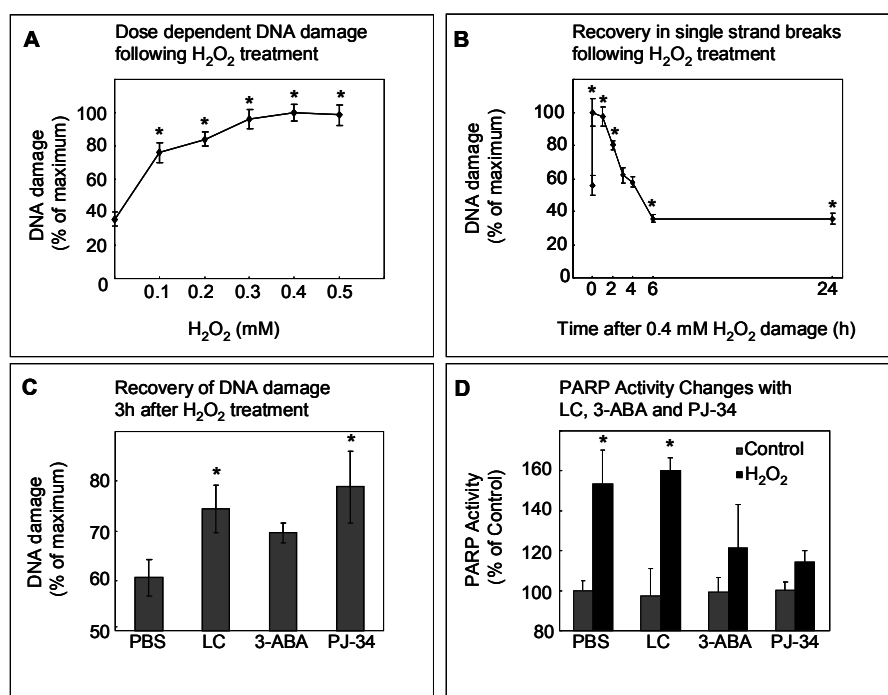 A
Dose dependent DNA damage
following H₂O₂ treatment
DNA damage
(% of maximum)
100
80
60
40
20
0
*
*
*
*
*
0.1 0.2 0.3 0.4 0.5
H₂O₂ (mM)
B
Recovery in single strand breaks
following H₂O₂ treatment
DNA damage
(% of maximum)
100
80
60
40
0
*
*
*
*
*
0 2 4 6 24
Time after 0.4 mM H₂O₂ damage (h)
C
Recovery of DNA damage
3h after H₂O₂ treatment
DNA damage
(% of maximum)
80
70
60
50
*
*
PBS LC 3-ABA PJ-34
D
PARP Activity Changes with
LC, 3-ABA and PJ-34
PARP Activity
(% of Control)
160
140
120
100
80
*
*
Control
H₂O₂
PBS LC 3-ABA PJ-34